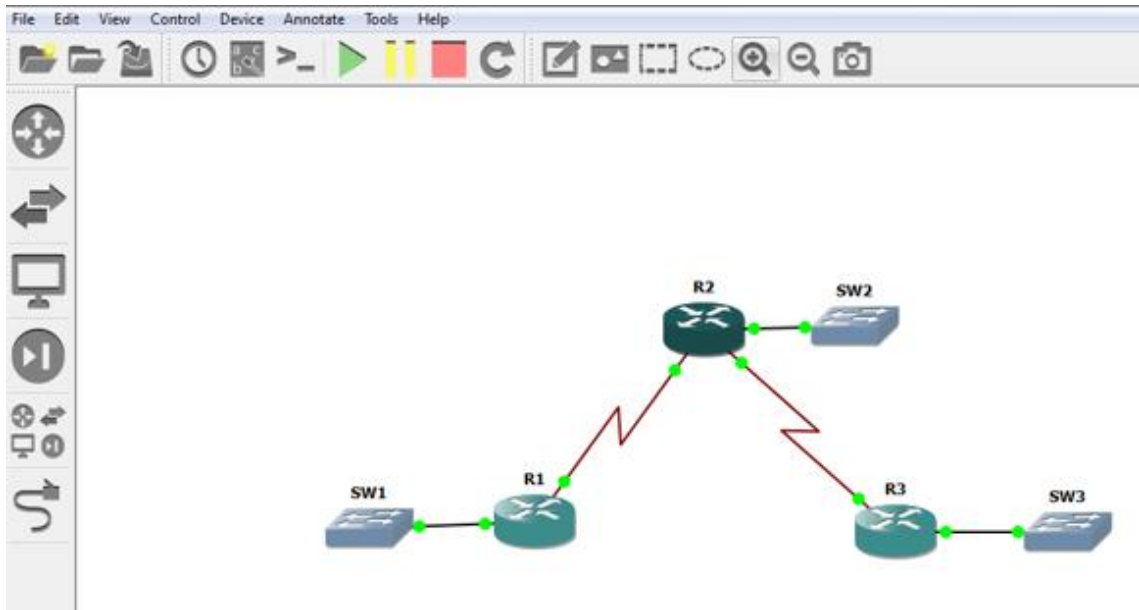 File Edit View Control Device Annotate Tools Help
R2
SW2
R1
SW1
R3
SW3